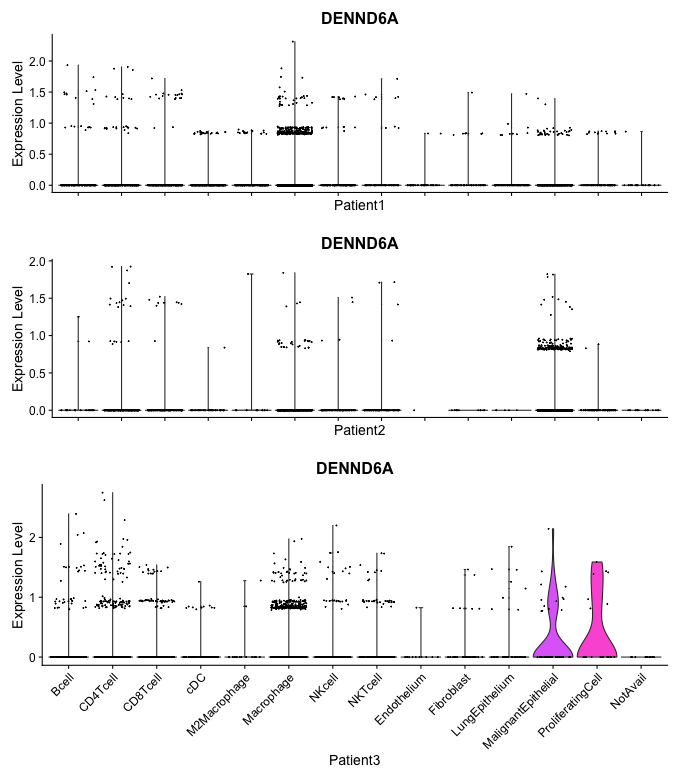 DENND6A
Expression Level
2.0
1.5
1.0
0.5
0.0
Patient1
DENND6A
Expression Level
2.0
1.5
1.0
0.5
0.0
Patient2
DENND6A
Expression Level
2
1
0
Bcell
CD4Tcell
CD8Tcell
cDC
M2Macrophage
Macrophage
NKcell
NKTcell
Endothelium
Fibroblast
LungEpithelium
MalignantEpithelial
ProliferatingCell
NotAvail
Patient3